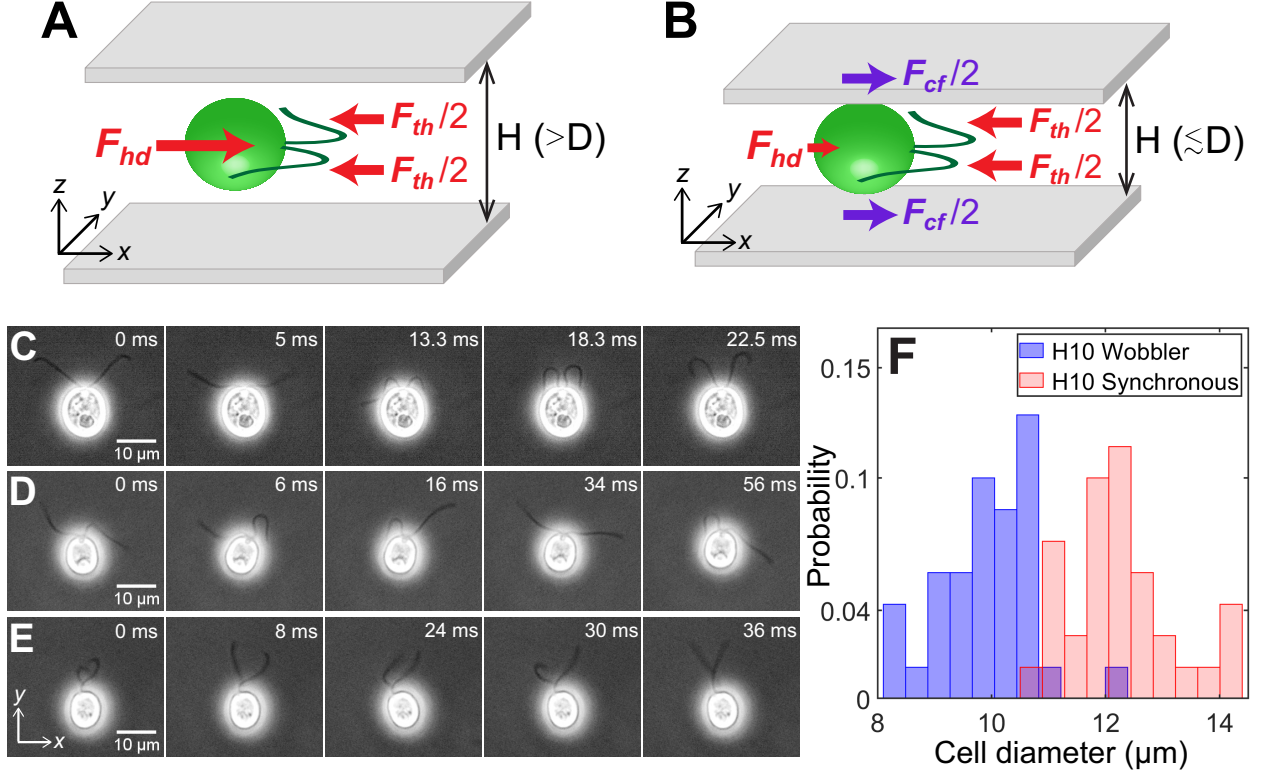 A
F_hd
F_th/2
F_th/2
H (>D)
z
y
x
B
F_cf/2
F_hd
F_th/2
F_th/2
F_cf/2
H (≲D)
z
y
x
C
0 ms
5 ms
13.3 ms
18.3 ms
22.5 ms
10 µm
D
0 ms
6 ms
16 ms
34 ms
56 ms
10 µm
E
0 ms
8 ms
24 ms
30 ms
36 ms
y
x
10 µm
F
H10 Wobbler
H10 Synchronous
Probability
0.15
0.1
0.04
0
8
10
12
14
Cell diameter (µm)